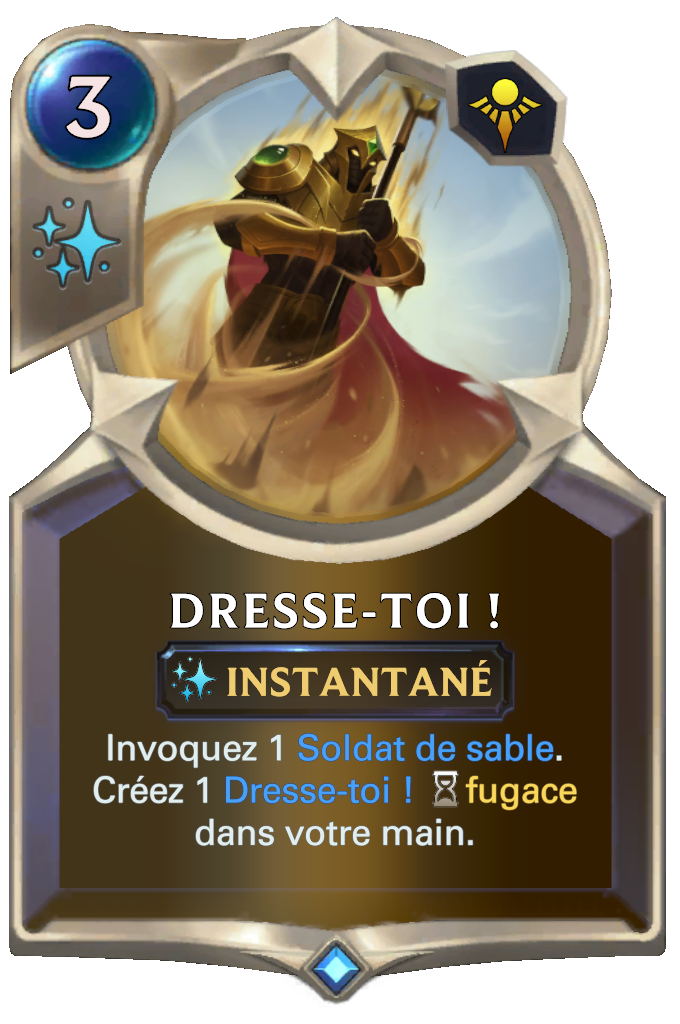 3
DRESSE-TOI !
INSTANTANÉ
Invoquez 1 Soldat de sable.
Créez 1 Dresse-toi ! fugace
dans votre main.